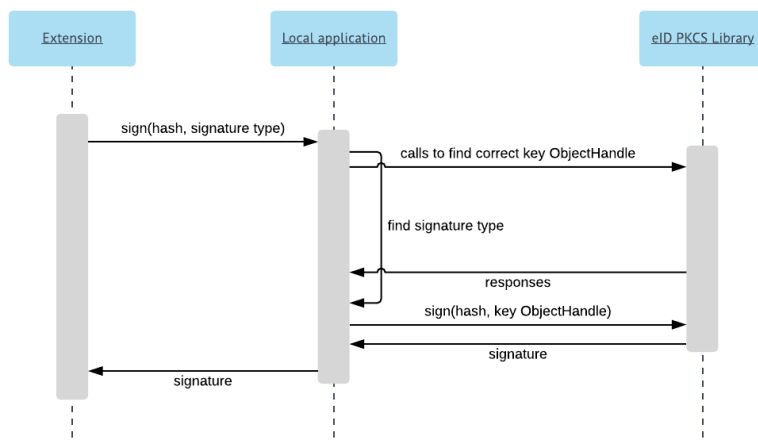 Extension
Local application
eID PKCS Library
sign(hash, signature type)
calls to find correct key ObjectHandle
find signature type
responses
sign(hash, key ObjectHandle)
signature
signature